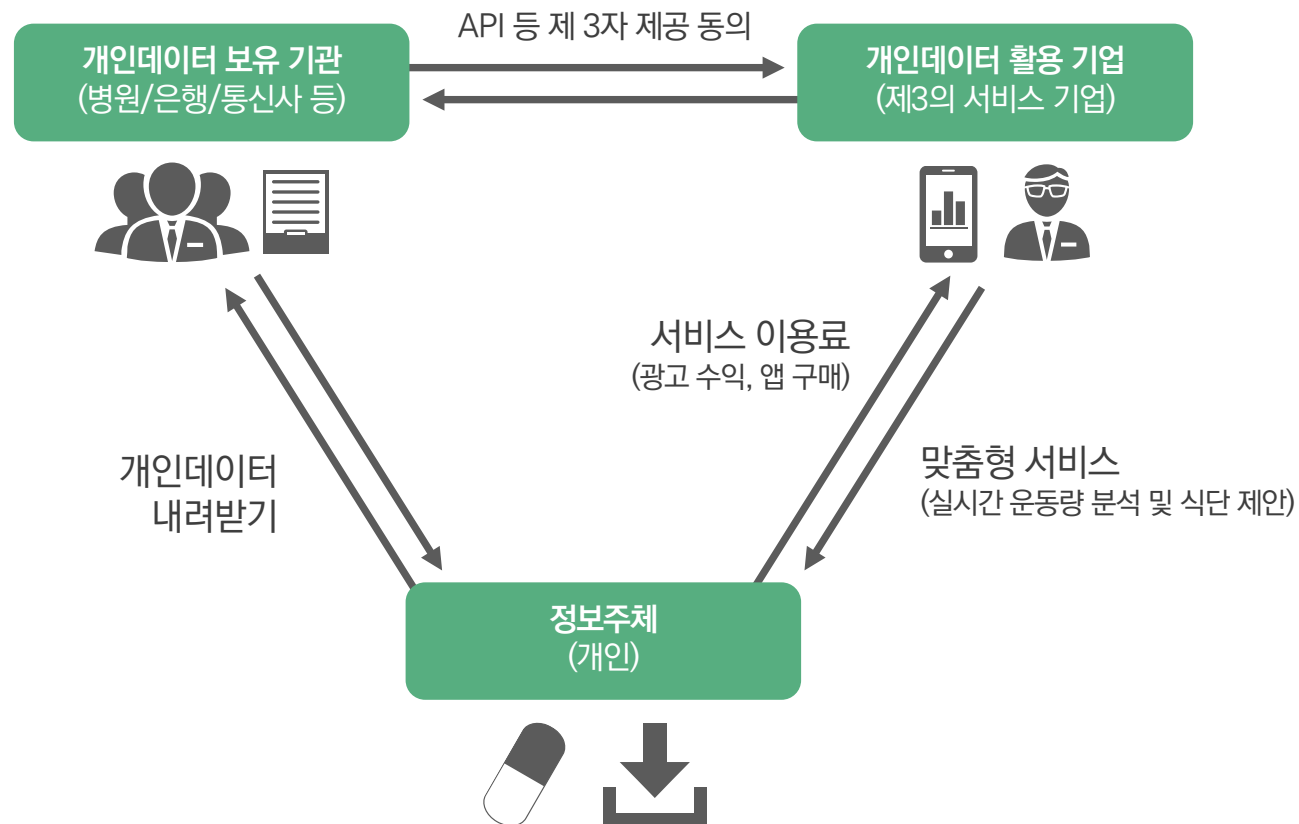 API 등 제 3자 제공 동의
개인데이터 보유 기관
(병원/은행/통신사 등)
개인데이터 활용 기업
(제3의 서비스 기업)
서비스 이용료
(광고 수익, 앱 구매)
개인데이터
내려받기
맞춤형 서비스
(실시간 운동량 분석 및 식단 제안)
정보주체
(개인)